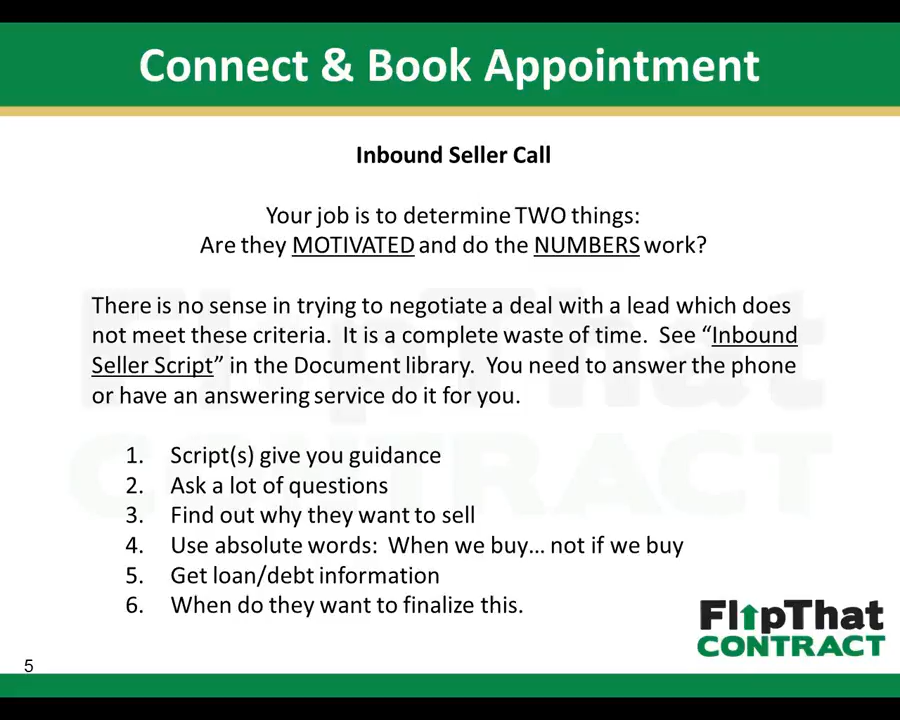 Connect & Book Appointment
Inbound Seller Call
Your job is to determine TWO things:
Are they MOTIVATED and do the NUMBERS work?
There is no sense in trying to negotiate a deal with a lead which does
not meet these criteria.  It is a complete waste of time.  See “Inbound
Seller Script” in the Document library.  You need to answer the phone
or have an answering service do it for you.
1. Script(s) give you guidance
2. Ask a lot of questions
3. Find out why they want to sell
4. Use absolute words:  When we buy… not if we buy
5. Get loan/debt information
6. When do they want to finalize this.
FlipThat
CONTRACT
FlipThat
CONTRACT
5